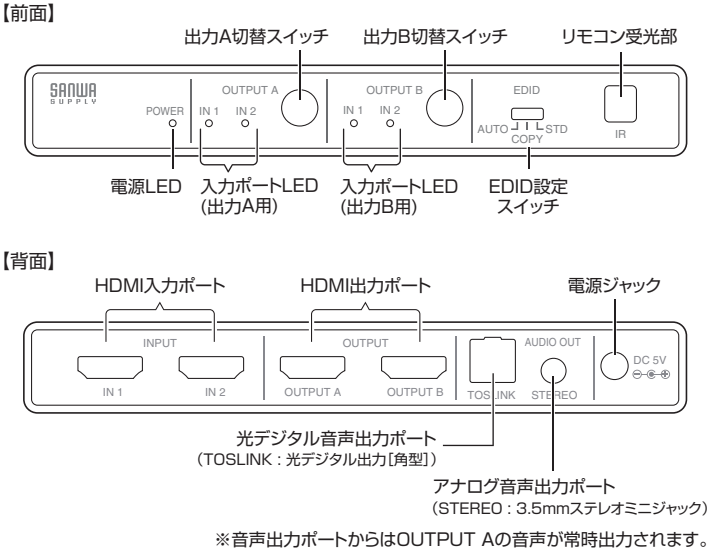 【前面】
出力A切替スイッチ 出力B切替スイッチ リモコン受光部
SANWA
SUPPLY
OUTPUT A OUTPUT B EDID
POWER IN 1 IN 2 IN 1 IN 2
AUTO STD
COPY
IR
電源LED 入力ポートLED 入力ポートLED EDID設定
(出力A用) (出力B用) スイッチ
【背面】
HDMI入力ポート HDMI出力ポート 電源ジャック
INPUT OUTPUT AUDIO OUT
DC 5V
IN 1 IN 2 OUTPUT A OUTPUT B TOSLINK STEREO
光デジタル音声出力ポート
(TOSLINK:光デジタル出力[角型])
アナログ音声出力ポート
(STEREO:3.5mmステレオミニジャック)
※音声出力ポートからはOUTPUT Aの音声が常時出力されます。